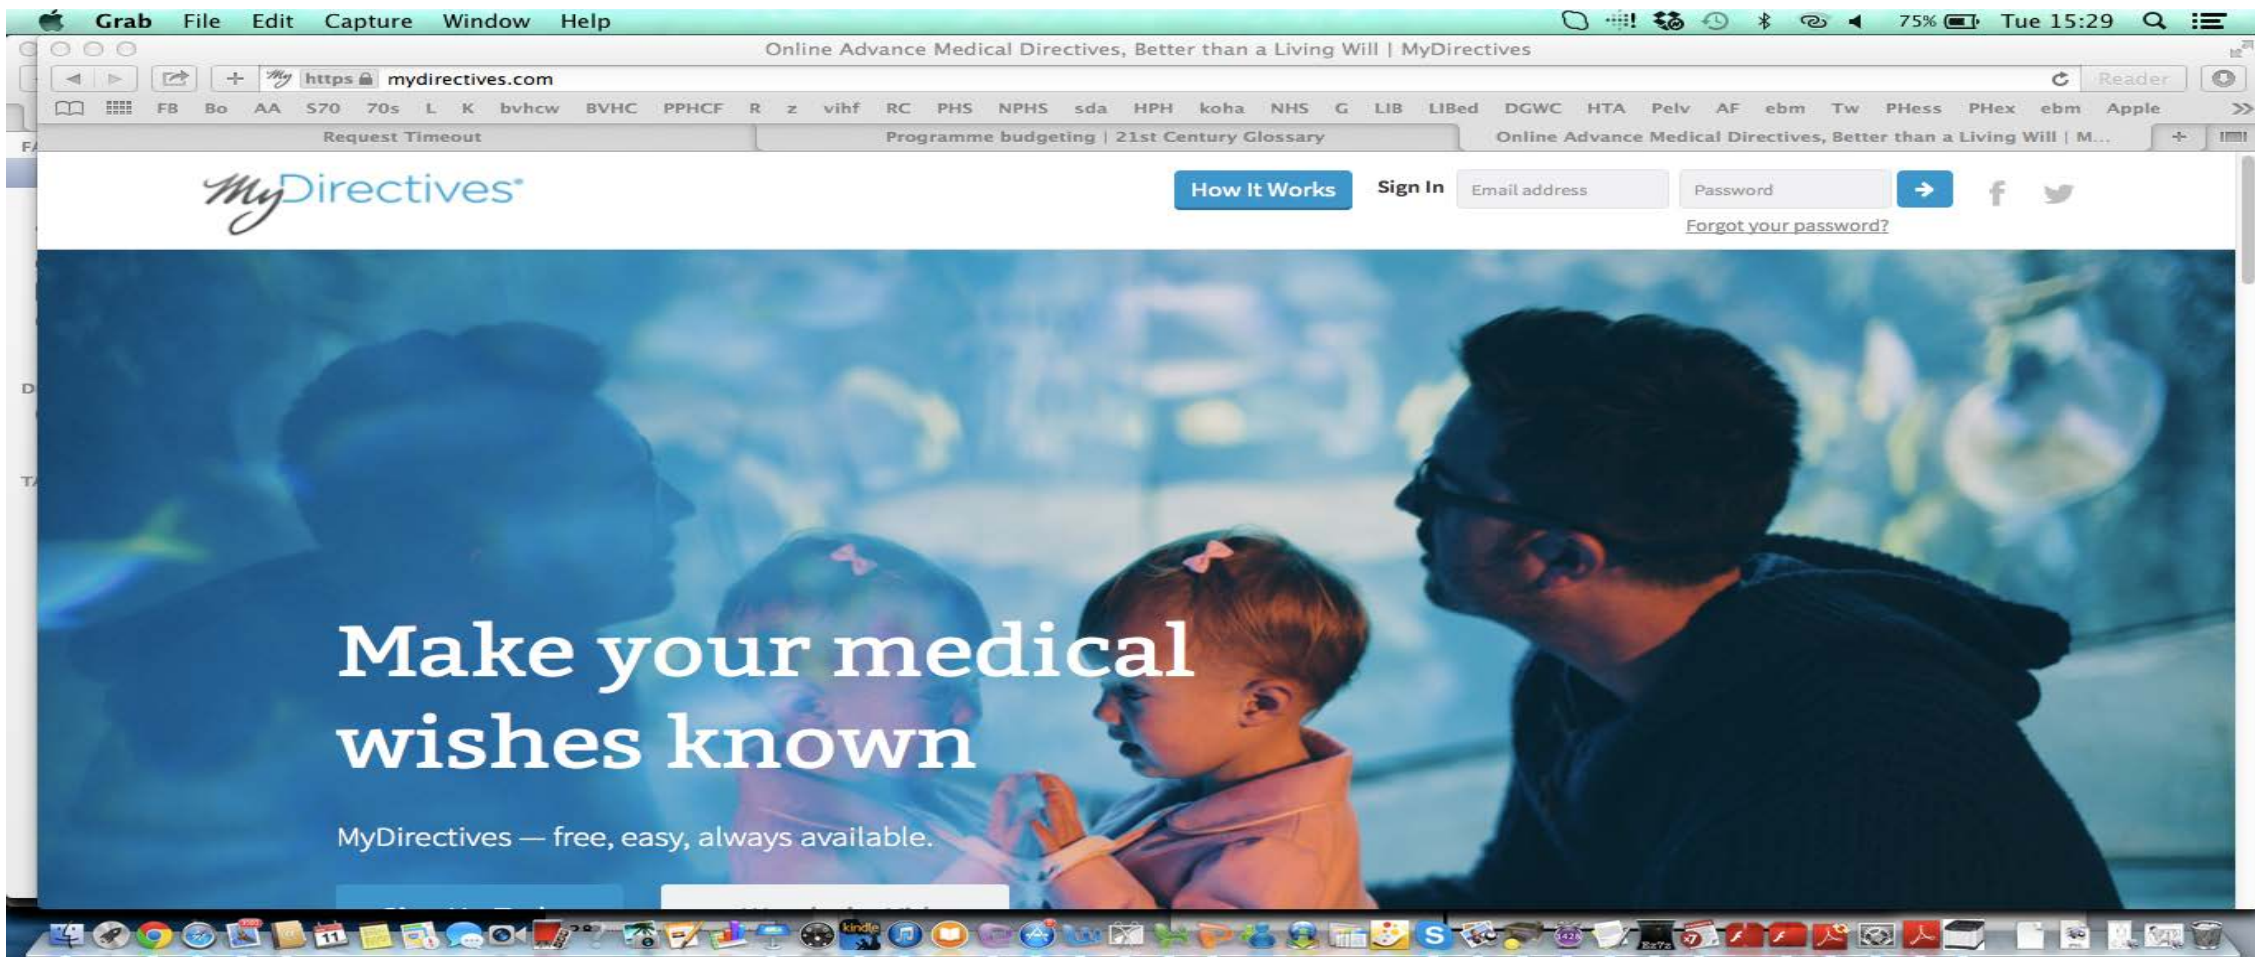 Grab File Edit Capture Window Help 75% Tue 15:29
Online Advance Medical Directives, Better than a Living Will | MyDirectives
My https mydirectives.com Reader
FB Bo AA S70 70s L K bvhcw BVHC PPHCF R z vihf RC PHS NPHS sda HPH koha NHS G LIB LIBed DGWC HTA Pelv AF ebm Tw PHess PHex ebm Apple >>
Request Timeout Programme budgeting | 21st Century Glossary Online Advance Medical Directives, Better than a Living Will | M...
MyDirectives
How It Works Sign In Email address Password
Forgot your password?
Make your medical
wishes known
MyDirectives — free, easy, always available.
11 kindle